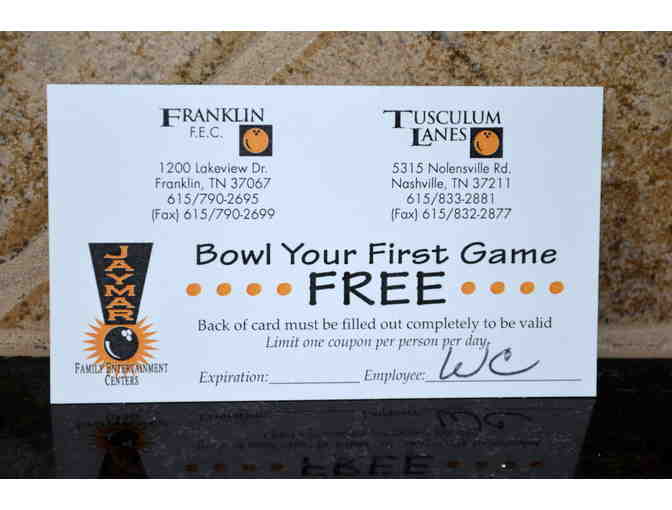 FRANKLIN
F.E.C.
1200 Lakeview Dr.
Franklin, TN 37067
615/790-2695
(Fax) 615/790-2699
TUSCULUM
LANES
5315 Nolensville Rd.
Nashville, TN 37211
615/833-2881
(Fax) 615/832-2877
JAYMAR
FAMILY ENTERTAINMENT
CENTERS
Bowl Your First Game
FREE
Back of card must be filled out completely to be valid
Limit one coupon per person per day.
Expiration:____________ Employee: WC